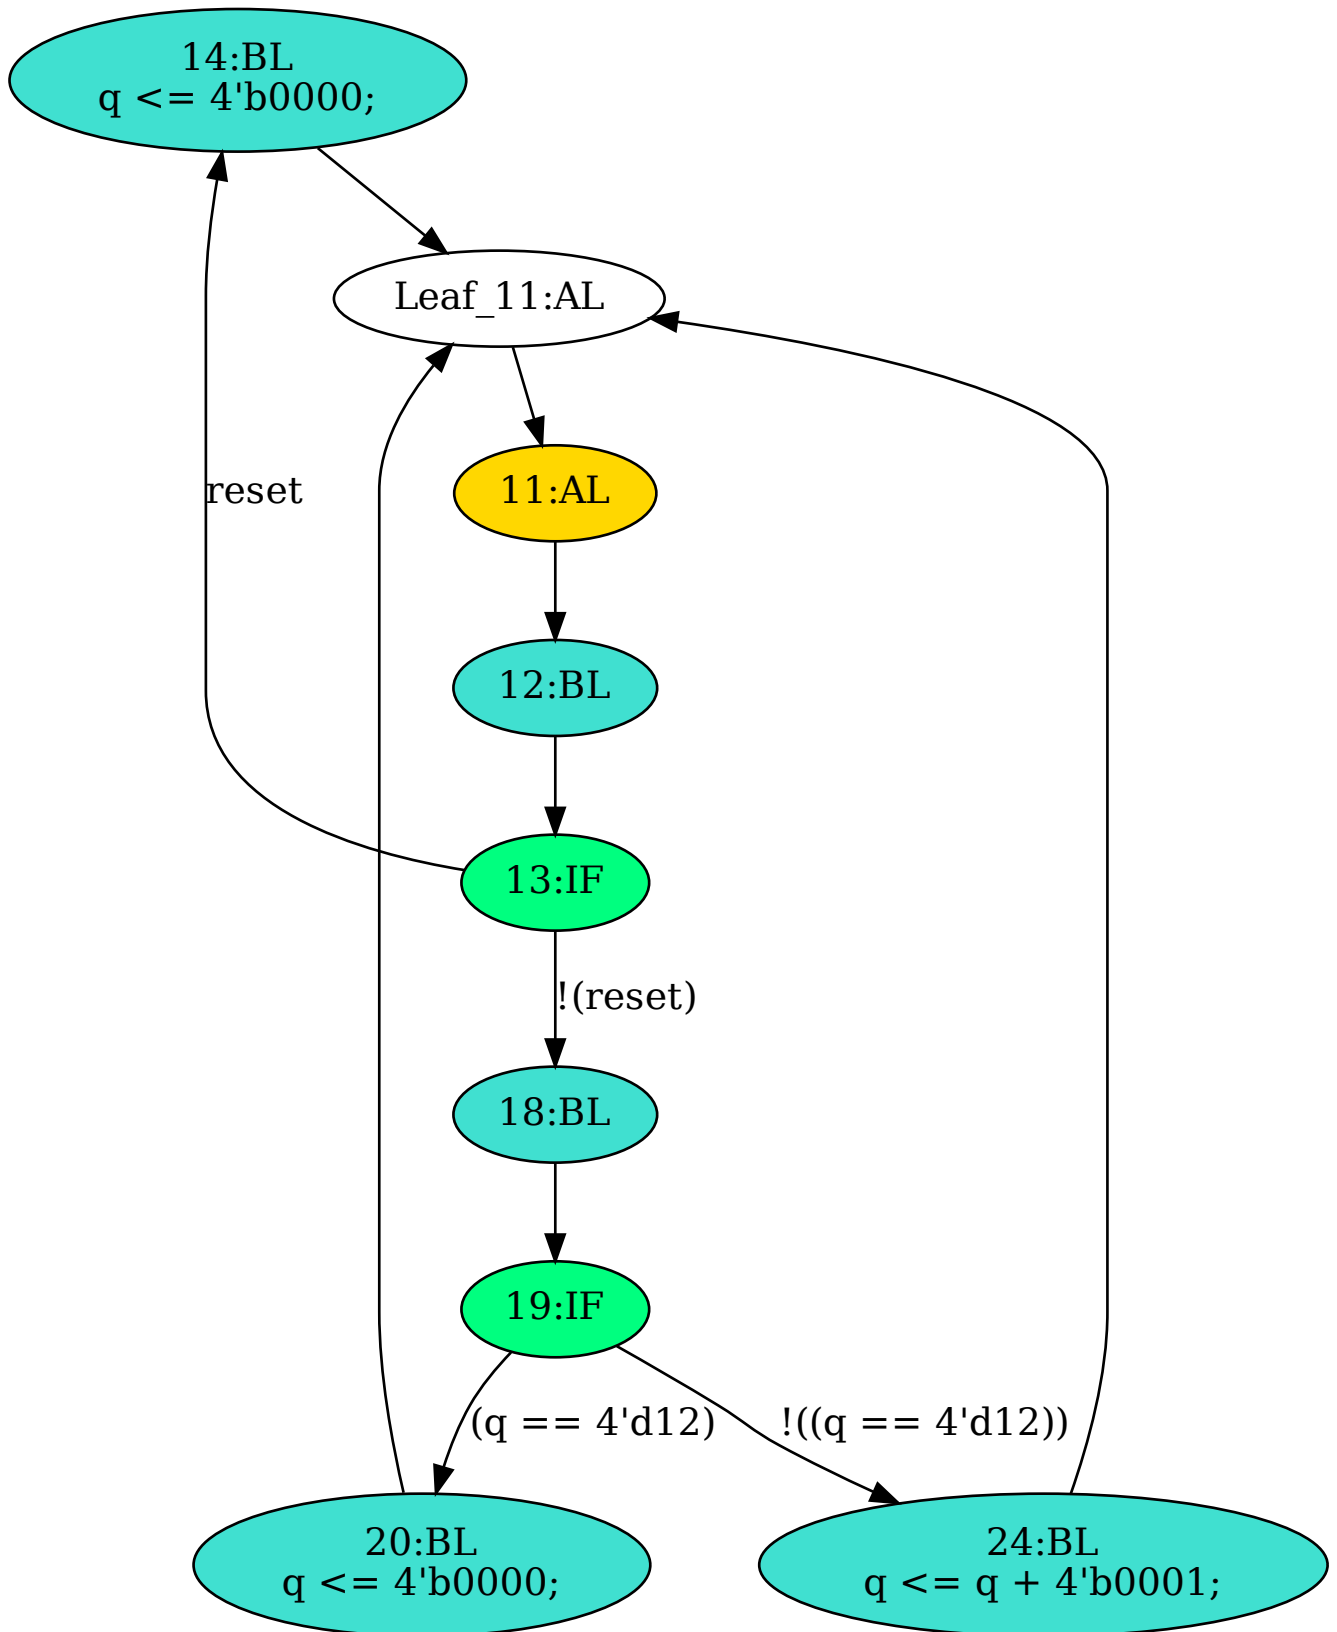 14:BL
q <= 4'b0000;
Leaf_11:AL
reset
11:AL
12:BL
13:IF
!(reset)
18:BL
19:IF
(q == 4'd12)
!((q == 4'd12))
20:BL
q <= 4'b0000;
24:BL
q <= q + 4'b0001;